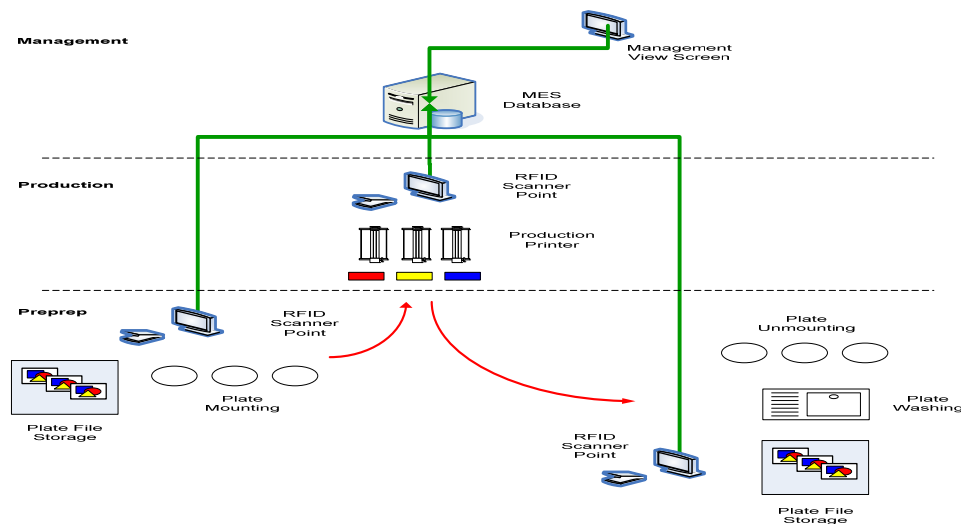 Management
Management
View Screen
MES
Database
Production
RFID
Scanner
Point
Production
Printer
Preprep
RFID
Scanner
Point
Plate
Unmounting
Plate
Mounting
Plate
Washing
Plate File
Storage
RFID
Scanner
Point
Plate File
Storage